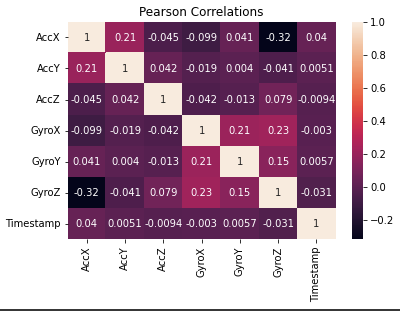 Pearson Correlations
AccX 1 0.21 -0.045 -0.099 0.041 -0.32 0.04
AccY 0.21 1 0.042 -0.019 0.004 -0.041 0.0051
AccZ -0.045 0.042 1 -0.042 -0.013 0.079 -0.0094
GyroX -0.099 -0.019 -0.042 1 0.21 0.23 -0.003
GyroY 0.041 0.004 -0.013 0.21 1 0.15 0.0057
GyroZ -0.32 -0.041 0.079 0.23 0.15 1 -0.031
Timestamp 0.04 0.0051 -0.0094 -0.003 0.0057 -0.031 1
AccX AccY AccZ GyroX GyroY GyroZ Timestamp
1.0
0.8
0.6
0.4
0.2
0.0
−0.2